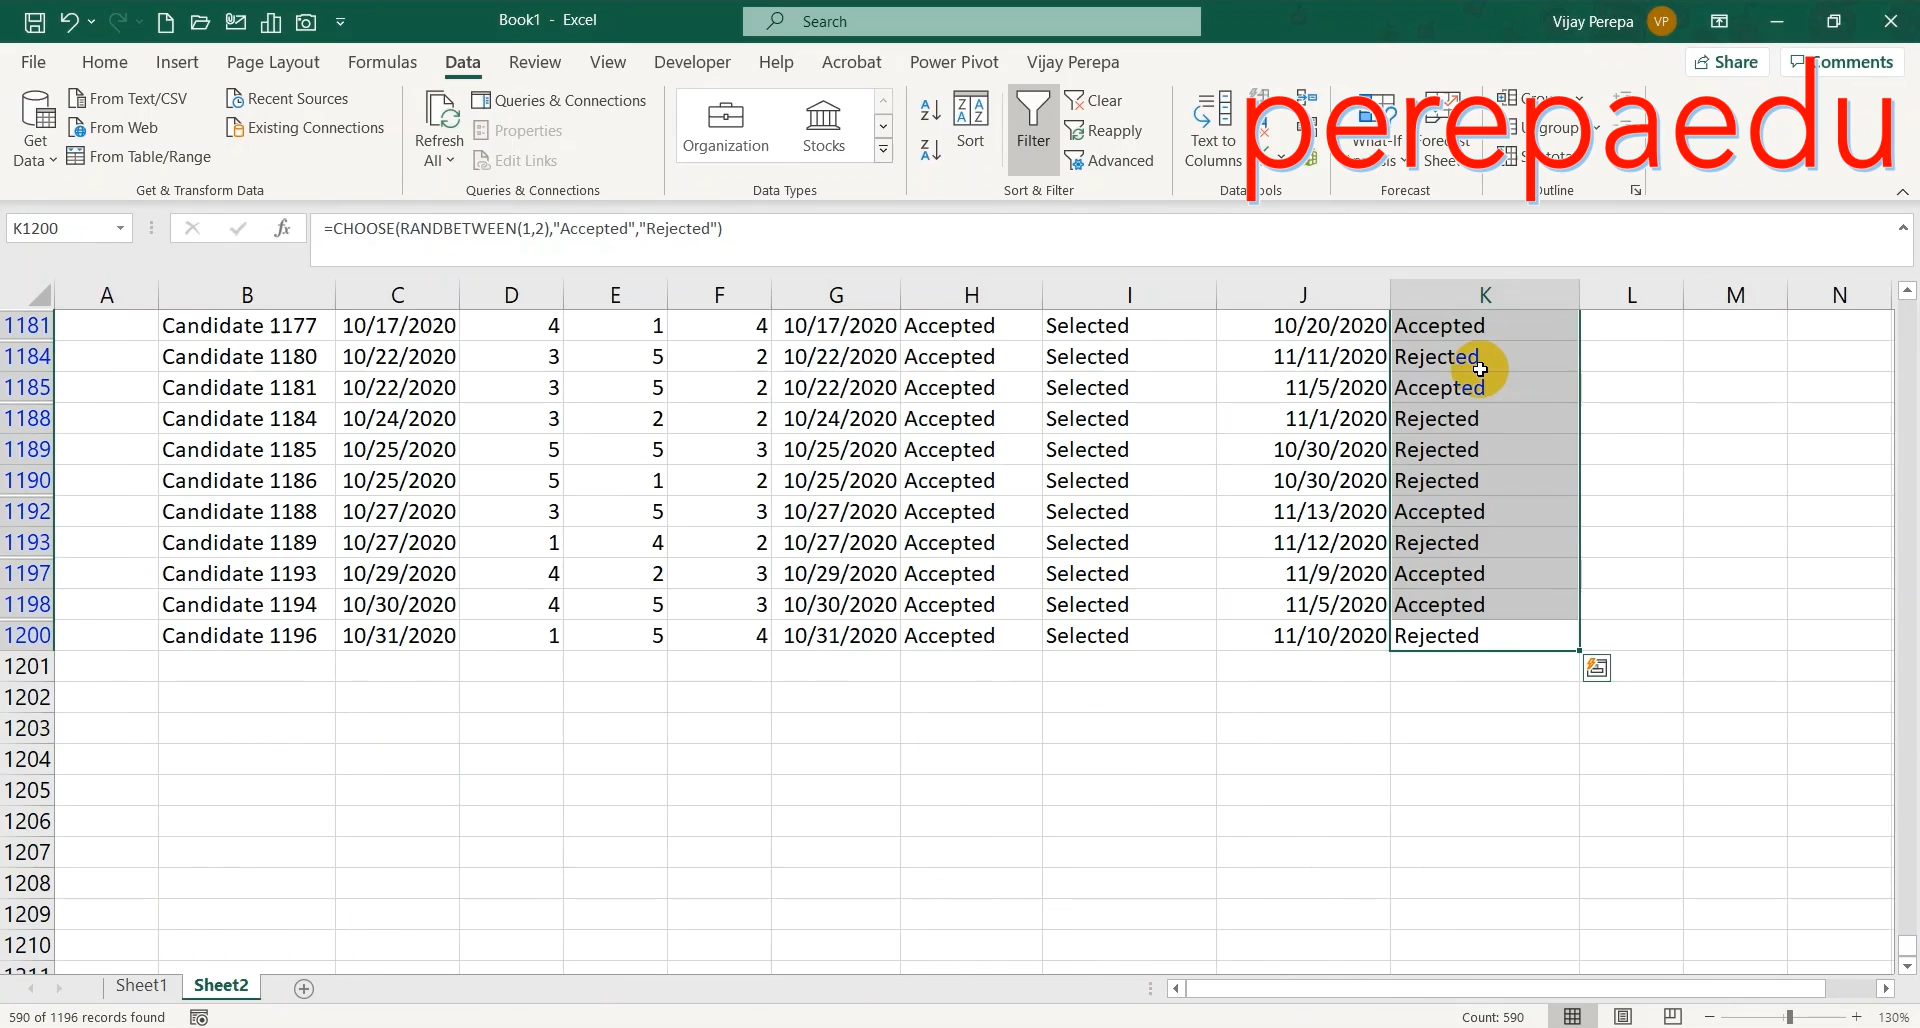 Book1 - Excel
Search
Vijay Perepa
VP
File Home Insert Page Layout Formulas Data Review View Developer Help Acrobat Power Pivot Vijay Perepa
Share
Comments
Get Data
From Text/CSV
From Web
From Table/Range
Recent Sources
Existing Connections
Get & Transform Data
Refresh All
Queries & Connections
Properties
Edit Links
Queries & Connections
Organization
Stocks
Data Types
Sort
Filter
Clear
Reapply
Advanced
Sort & Filter
Text to Columns
What-If
Forecast
perepaedu
K1200
fx
=CHOOSE(RANDBETWEEN(1,2),"Accepted","Rejected")
A B C D E F G H I J K L M N
1181 Candidate 1177 10/17/2020 4 1 4 10/17/2020 Accepted Selected 10/20/2020 Accepted
1184 Candidate 1180 10/22/2020 3 5 2 10/22/2020 Accepted Selected 11/11/2020 Rejected
1185 Candidate 1181 10/22/2020 3 5 2 10/22/2020 Accepted Selected 11/5/2020 Accepted
1188 Candidate 1184 10/24/2020 3 2 2 10/24/2020 Accepted Selected 11/1/2020 Rejected
1189 Candidate 1185 10/25/2020 5 5 3 10/25/2020 Accepted Selected 10/30/2020 Rejected
1190 Candidate 1186 10/25/2020 5 1 2 10/25/2020 Accepted Selected 10/30/2020 Rejected
1192 Candidate 1188 10/27/2020 3 5 3 10/27/2020 Accepted Selected 11/13/2020 Accepted
1193 Candidate 1189 10/27/2020 1 4 2 10/27/2020 Accepted Selected 11/12/2020 Rejected
1197 Candidate 1193 10/29/2020 4 2 3 10/29/2020 Accepted Selected 11/9/2020 Accepted
1198 Candidate 1194 10/30/2020 4 5 3 10/30/2020 Accepted Selected 11/5/2020 Accepted
1200 Candidate 1196 10/31/2020 1 5 4 10/31/2020 Accepted Selected 11/10/2020 Rejected
1201
1202
1203
1204
1205
1206
1207
1208
1209
1210
1211
Sheet1 Sheet2
590 of 1196 records found
Count: 590
130%